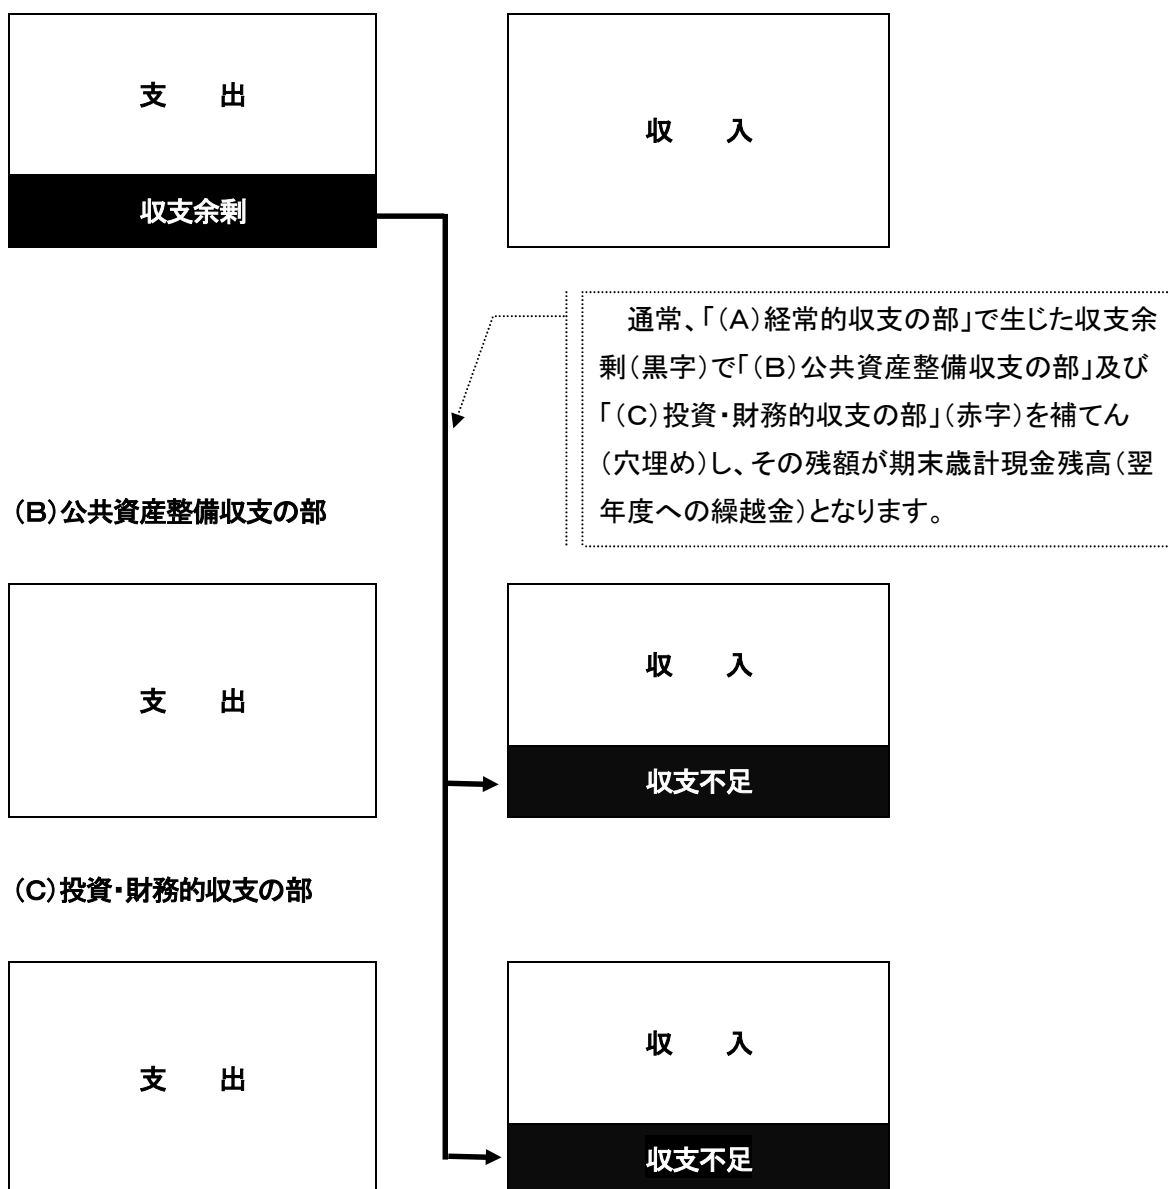 支　出
収　入
収支余剰
通常、「(A)経常的収支の部」で生じた収支余
剰(黒字)で「(B)公共資産整備収支の部」及び
「(C)投資・財務的収支の部」(赤字)を補てん
(穴埋め)し、その残額が期末歳計現金残高(翌
年度への繰越金)となります。
(B)公共資産整備収支の部
支　出
収　入
収支不足
(C)投資・財務的収支の部
支　出
収　入
収支不足